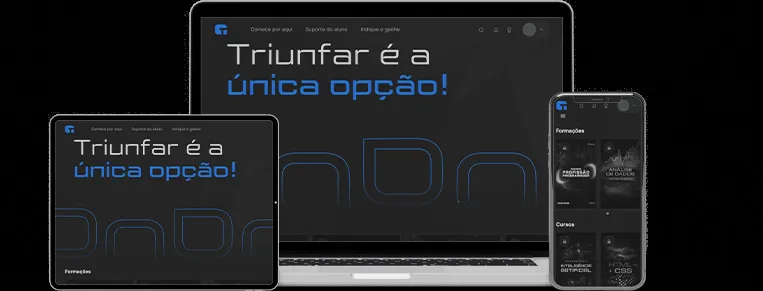 Comece por aqui Suporte do aluno Indique e ganhe
Triunfar é a
única opção!
Comece por aqui Suporte do aluno Indique e ganhe
Triunfar é a
única opção!
Formações
Formações
PROFISSÃO
PROGRAMADOR
ANÁLISE
DE DADOS
Cursos
INTELIGÊNCIA
ARTIFICIAL
HTML
+ CSS